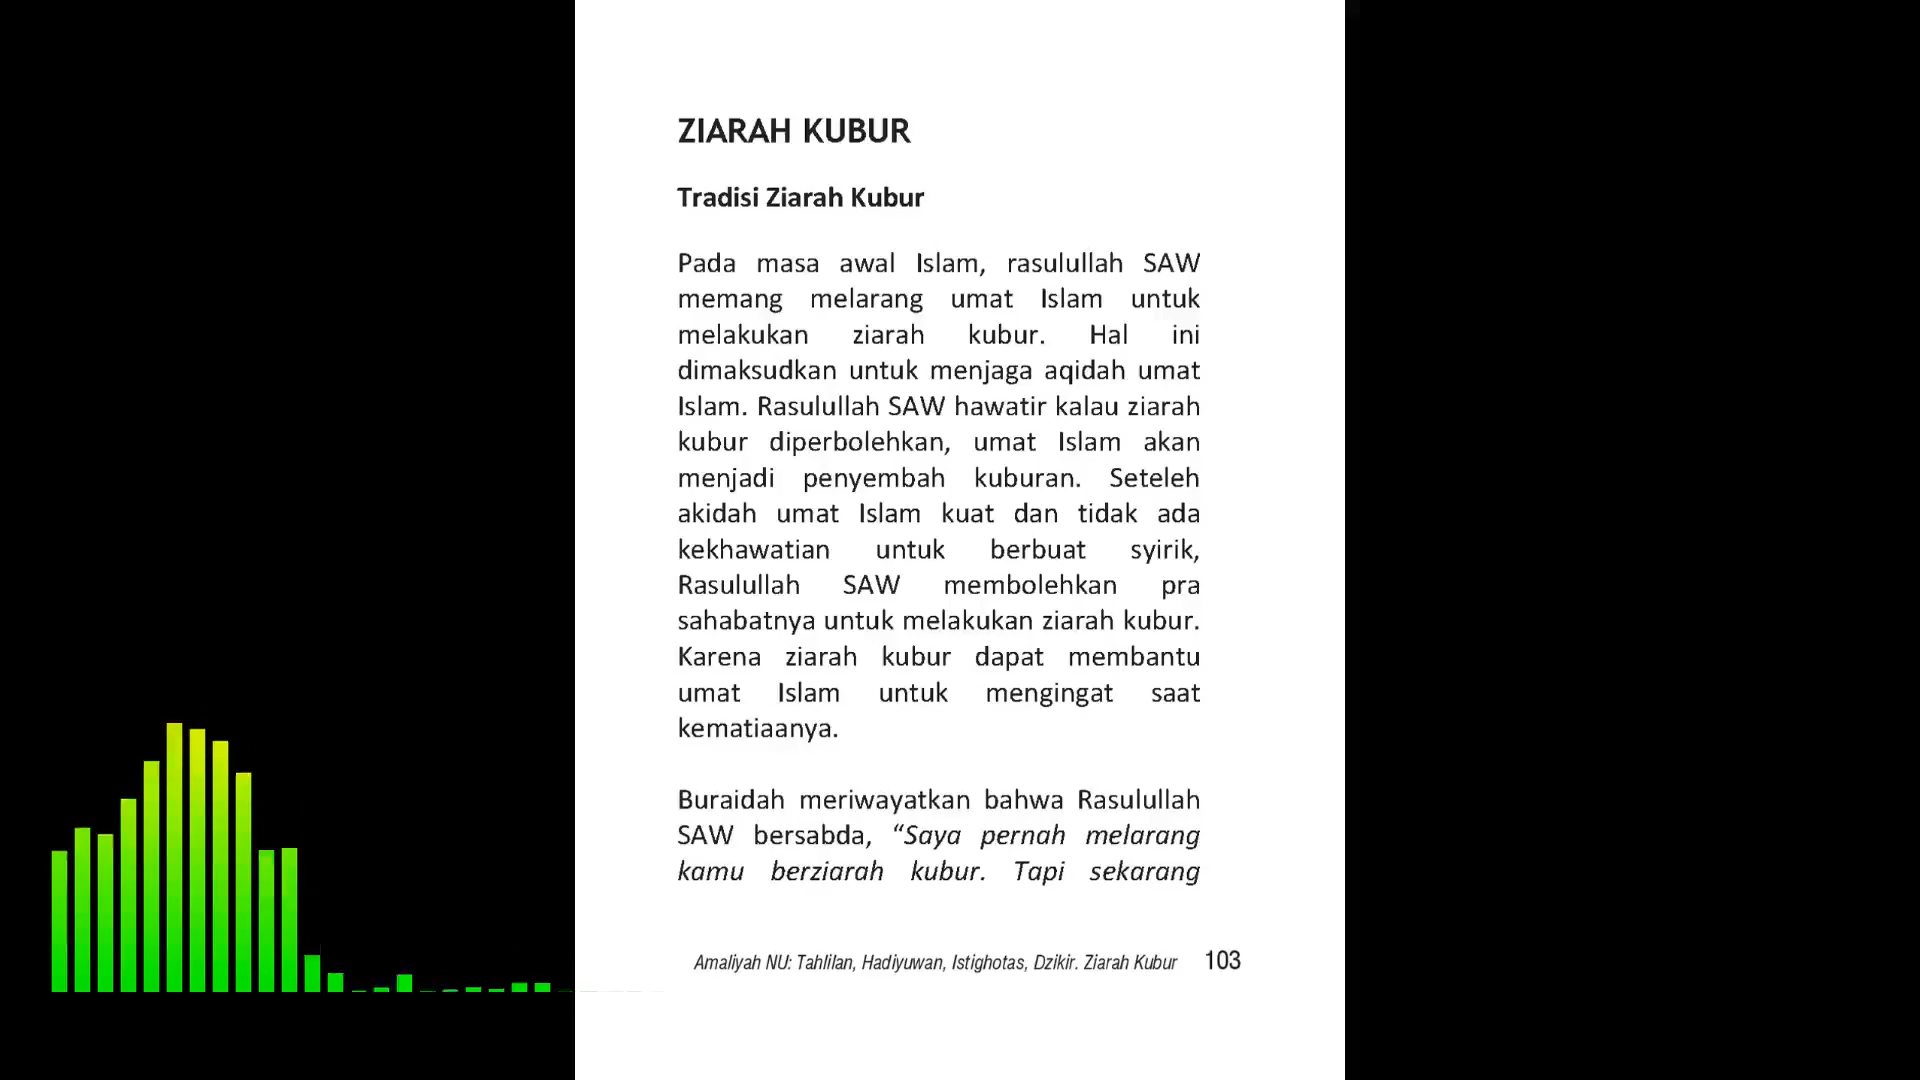 ZIARAH KUBUR
Tradisi Ziarah Kubur
Pada masa awal Islam, rasulullah SAW
memang melarang umat Islam untuk
melakukan ziarah kubur. Hal ini
dimaksudkan untuk menjaga aqidah umat
Islam. Rasulullah SAW hawatir kalau ziarah
kubur diperbolehkan, umat Islam akan
menjadi penyembah kuburan. Seteleh
akidah umat Islam kuat dan tidak ada
kekhawatian untuk berbuat syirik,
Rasulullah SAW membolehkan pra
sahabatnya untuk melakukan ziarah kubur.
Karena ziarah kubur dapat membantu
umat Islam untuk mengingat saat
kematiaanya.
Buraidah meriwayatkan bahwa Rasulullah
SAW bersabda, “Saya pernah melarang
kamu berziarah kubur. Tapi sekarang
Amaliyah NU: Tahlilan, Hadiyuwan, Istighotas, Dzikir. Ziarah Kubur 103